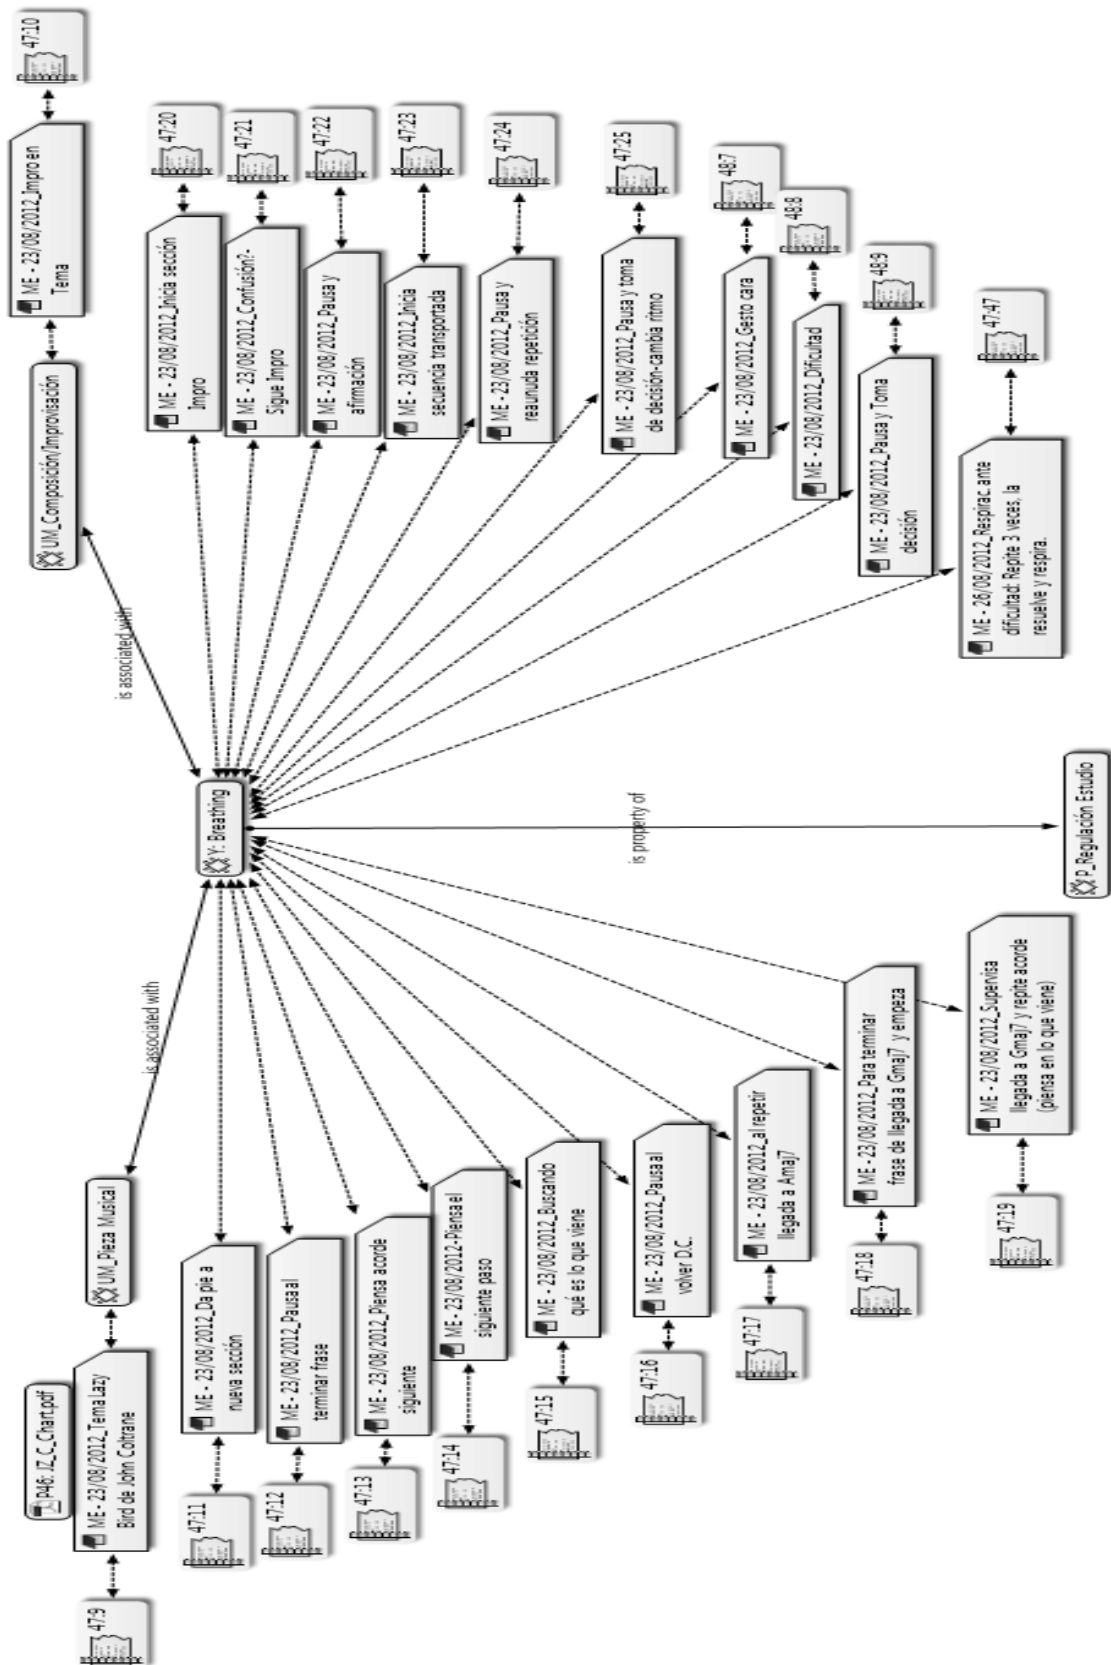 P46: JZ_C_Chart.pdf
47:9
ME - 23/08/2012_Tema Lazy
Bird de John Coltrane
UM_Pieza Musical
is associated with
Y: Breathing
is associated with
UM_Composición/Improvisación
ME - 23/08/2012_Impro en
Tema
47:10
47:11
ME - 23/08/2012_Da pie a
nueva sección
47:12
ME - 23/08/2012_Pausa al
terminar frase
47:13
ME - 23/08/2012_Piensa acorde
siguiente
47:14
ME - 23/08/2012-Piensa el
siguiente paso
47:15
ME - 23/08/2012_Buscando
qué es lo que viene
47:16
ME - 23/08/2012_Pausa al
volver D.C.
47:17
ME - 23/08/2012_al repetir
llegada a Amaj7
47:18
ME - 23/08/2012_Para terminar
frase de llegada a Gmaj7 y empeza
47:19
ME - 23/08/2012_Supervisa
llegada a Gmaj7 y repite acorde
(piensa en lo que viene)
is property of
P_Regulación Estudio
ME - 23/08/2012_Inicia sección
Impro
47:20
ME - 23/08/2012_Confusión?-
Sigue Impro
47:21
ME - 23/08/2012_Pausa y
afirmación
47:22
ME - 23/08/2012_Inicia
secuencia transportada
47:23
ME - 23/08/2012_Pausa y
reaunuda repetición
47:24
ME - 23/08/2012_Pausa y toma
de decisión-cambia ritmo
47:25
ME - 23/08/2012_Gesto cara
48:7
ME - 23/08/2012_Dificultad
48:8
ME - 23/08/2012_Pausa y Toma
decisión
48:9
ME - 26/08/2012_Respirac. ante
dificultad: Repite 3 veces, la
resuelve y respira.
47:47